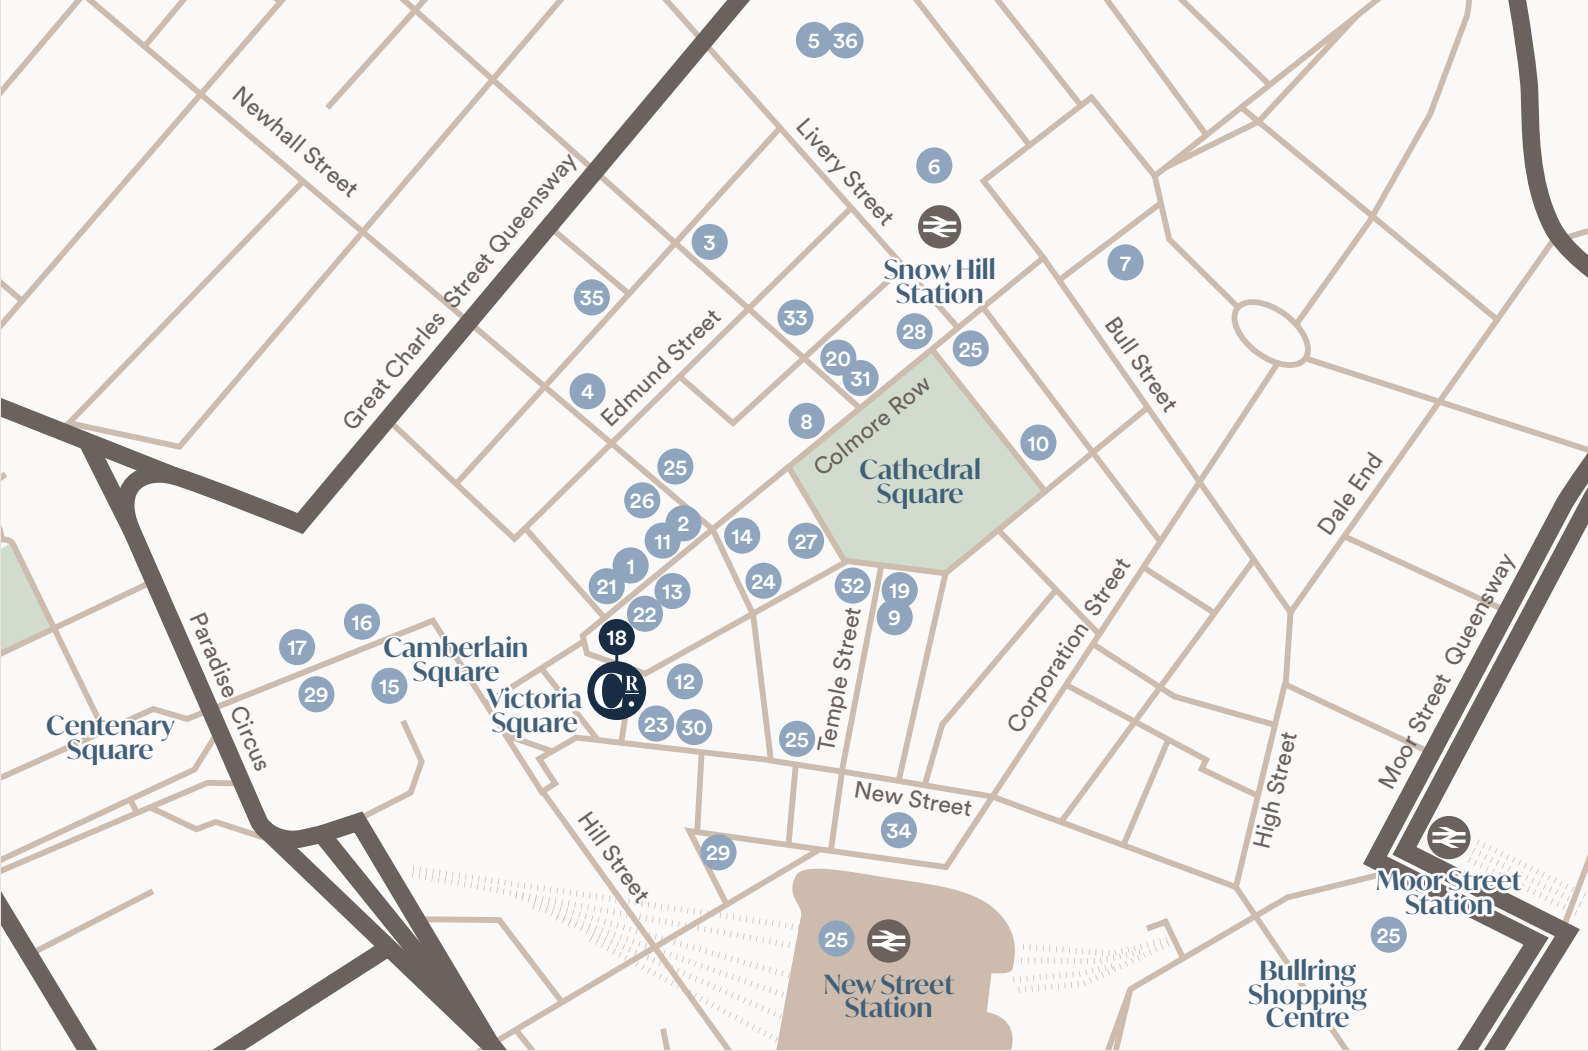 5
36
Newhall Street
Livery Street
6
Great Charles Street Queensway
3
Snow Hill
Station
7
35
33
28
25
Bull Street
Edmund Street
20
31
4
8
Colmore Row
10
Cathedral
Square
25
26
2
11
14
27
Dale End
1
21
13
24
32
19
9
22
18
C.R
16
17
Camberlain
Square
15
29
Paradise Circus
Centenary
Square
Victoria
Square
12
23
30
25
Temple Street
Corporation Street
Moor Street Queensway
High Street
New Street
34
Hill Street
29
Moor Street
Station
25
25
New Street
Station
Bullring
Shopping
Centre